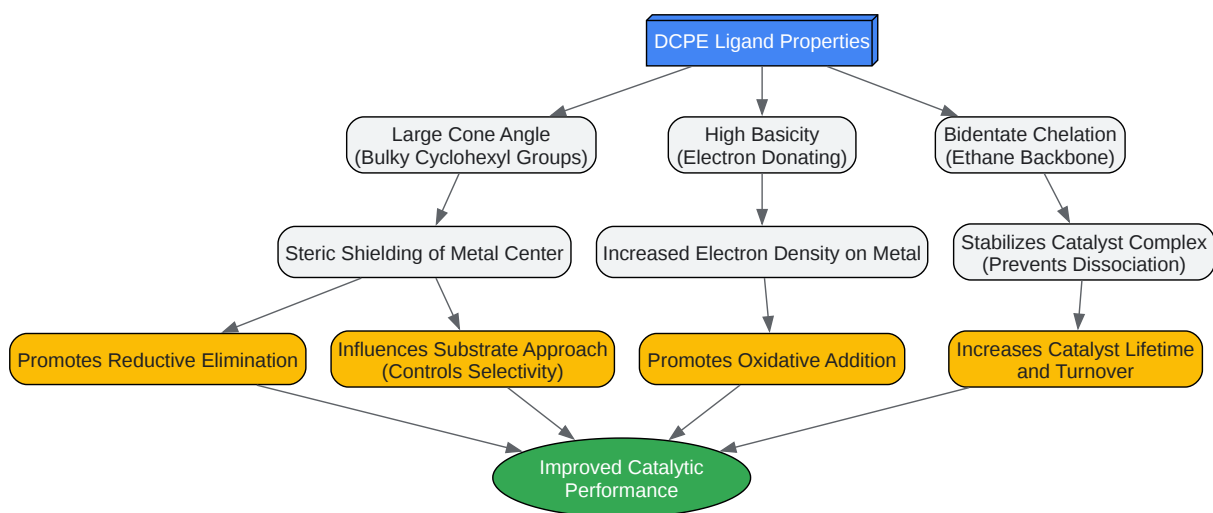 DCPE Ligand Properties
Large Cone Angle
(Bulky Cyclohexyl Groups)
High Basicity
(Electron Donating)
Bidentate Chelation
(Ethane Backbone)
Steric Shielding of Metal Center
Increased Electron Density on Metal
Stabilizes Catalyst Complex
(Prevents Dissociation)
Promotes Reductive Elimination
Influences Substrate Approach
(Controls Selectivity)
Promotes Oxidative Addition
Increases Catalyst Lifetime
and Turnover
Improved Catalytic
Performance